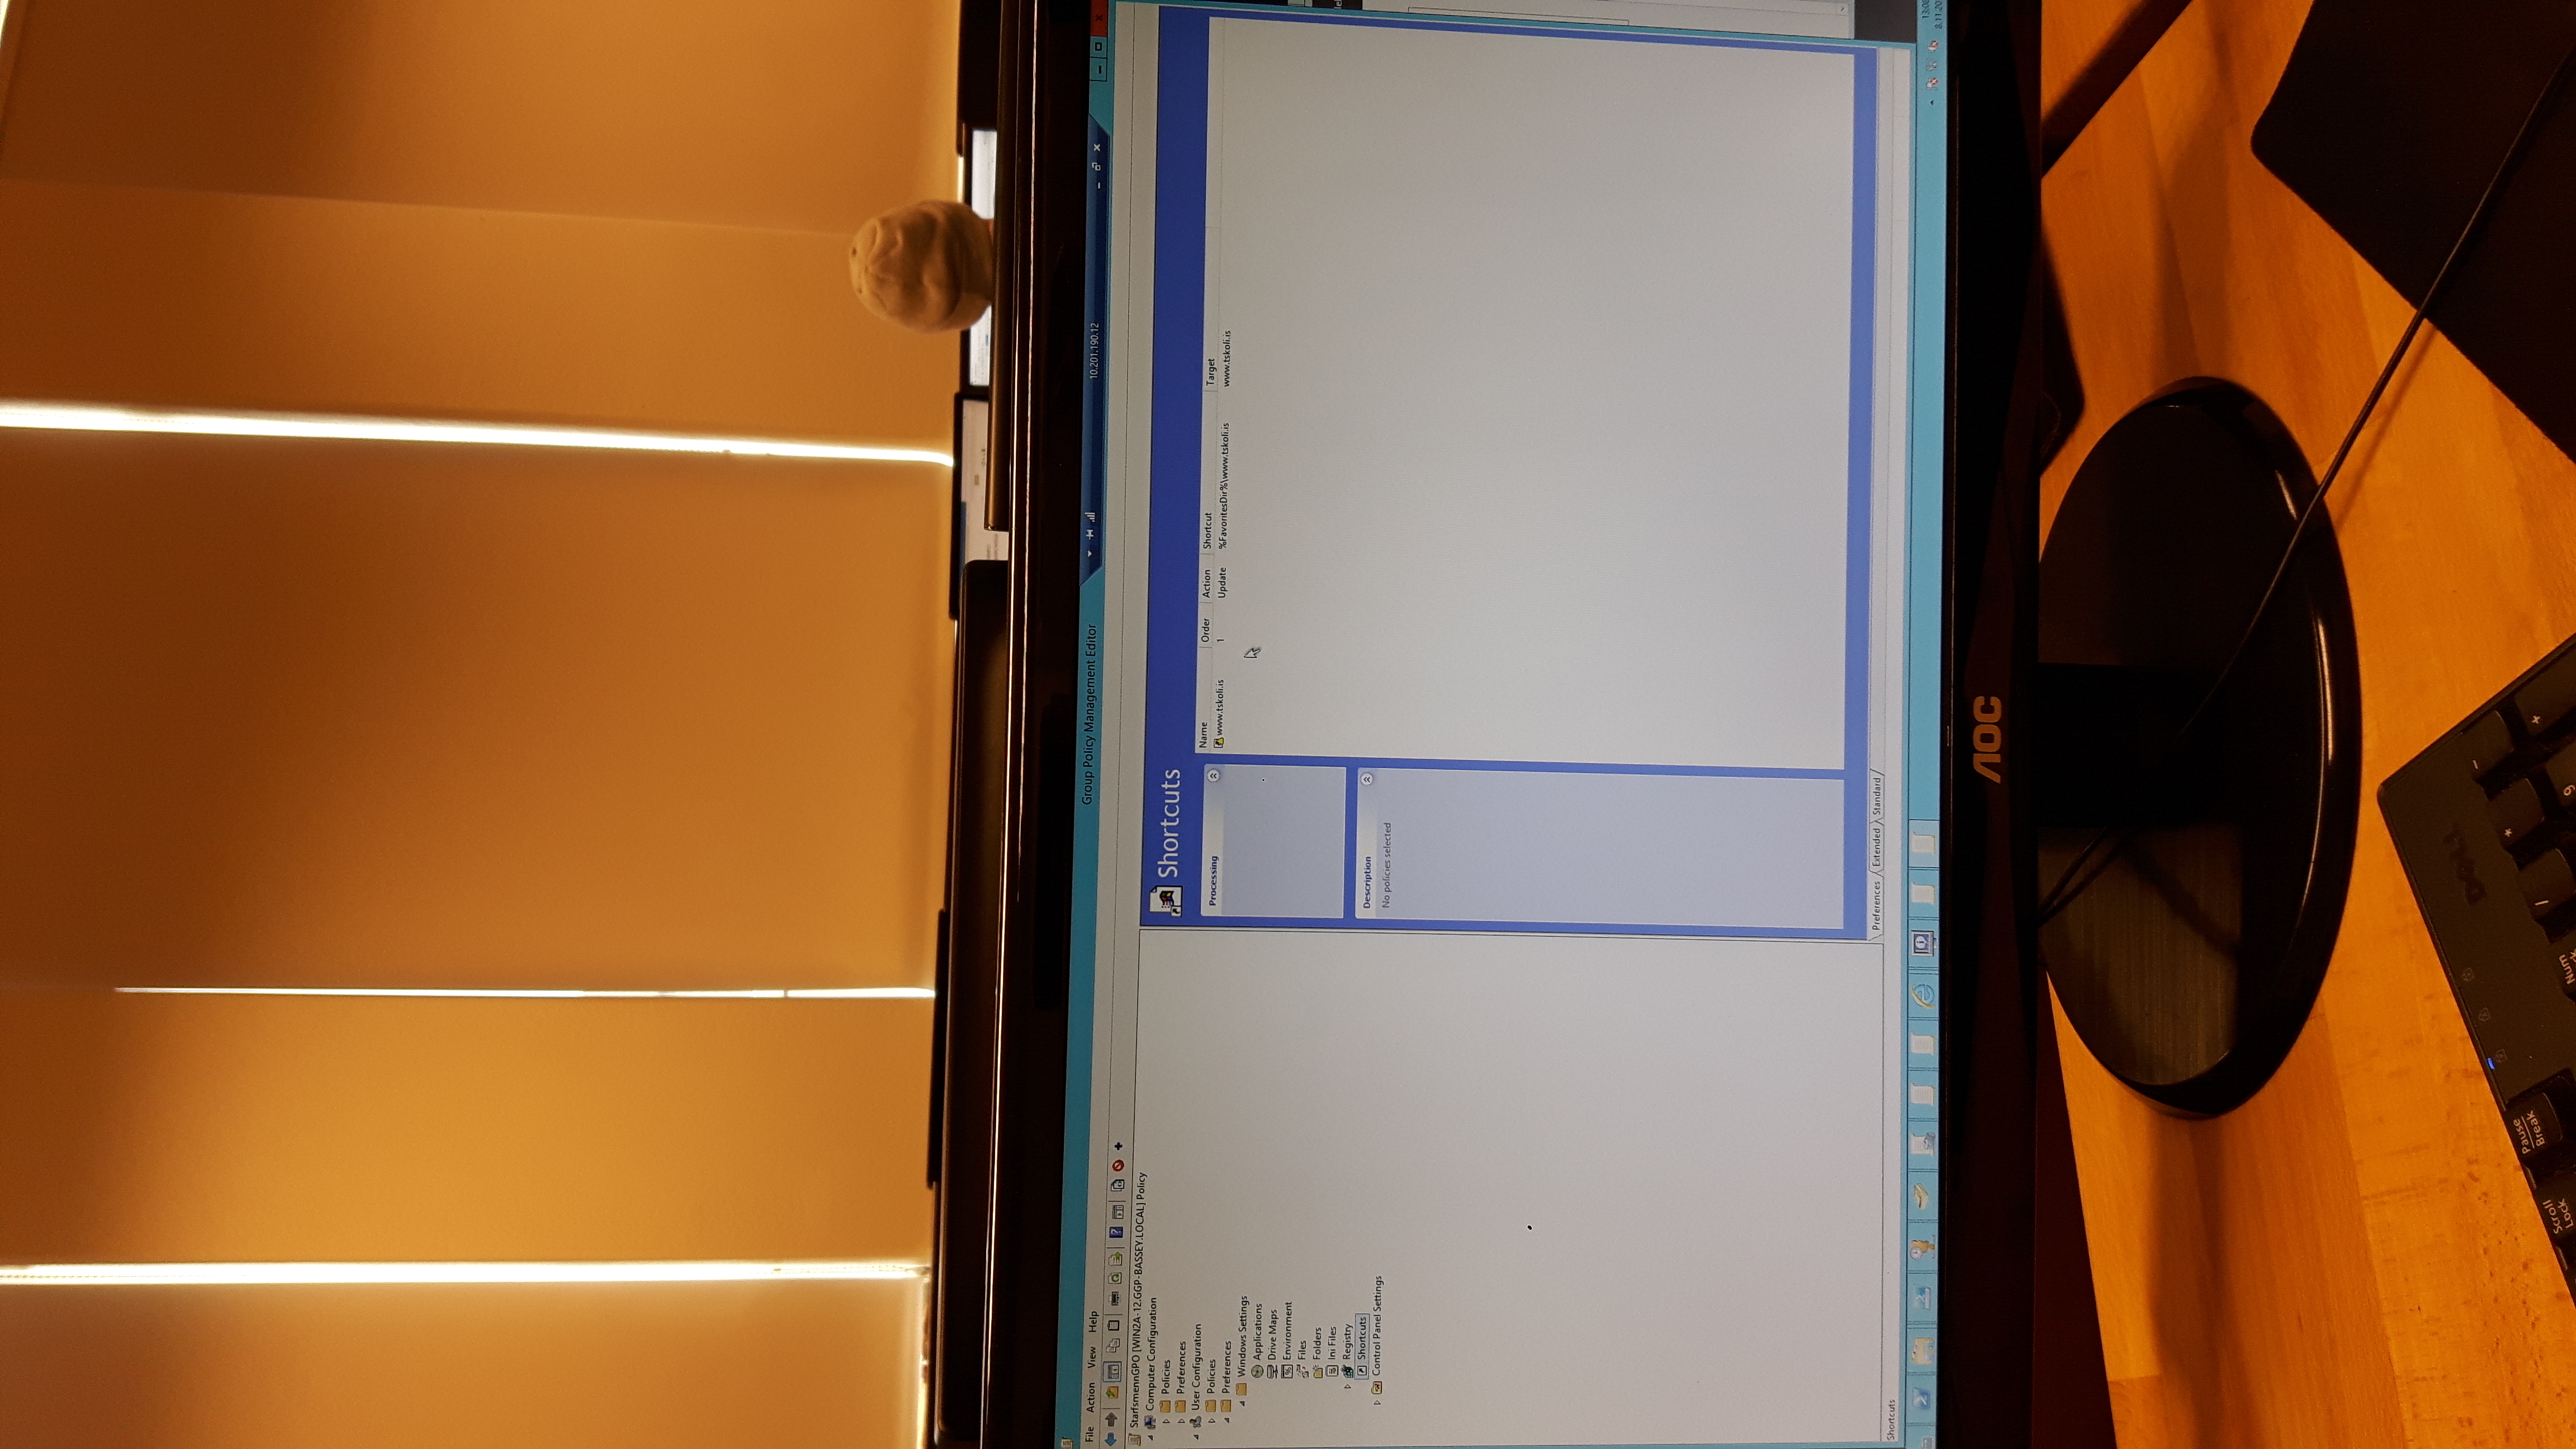 Group Policy Management Editor
10.201.190.12
File Action View Help
StarfsmennGPO [WIN2A-12.GGP-BASSEY.LOCAL] Policy
Computer Configuration
Policies
Preferences
User Configuration
Policies
Preferences
Windows Settings
Applications
Drive Maps
Environment
Files
Folders
Ini Files
Registry
Shortcuts
Control Panel Settings
Shortcuts
Processing
Description
No policies selected
Name Order Action Shortcut Target
www.tskoli.is 1 Update %FavoritesDir%\www.tskoli.is www.tskoli.is
Preferences Extended Standard
Shortcuts
AOC
DELL
Scroll
Lock
Pause
Break
Num
/
*
-
9
+